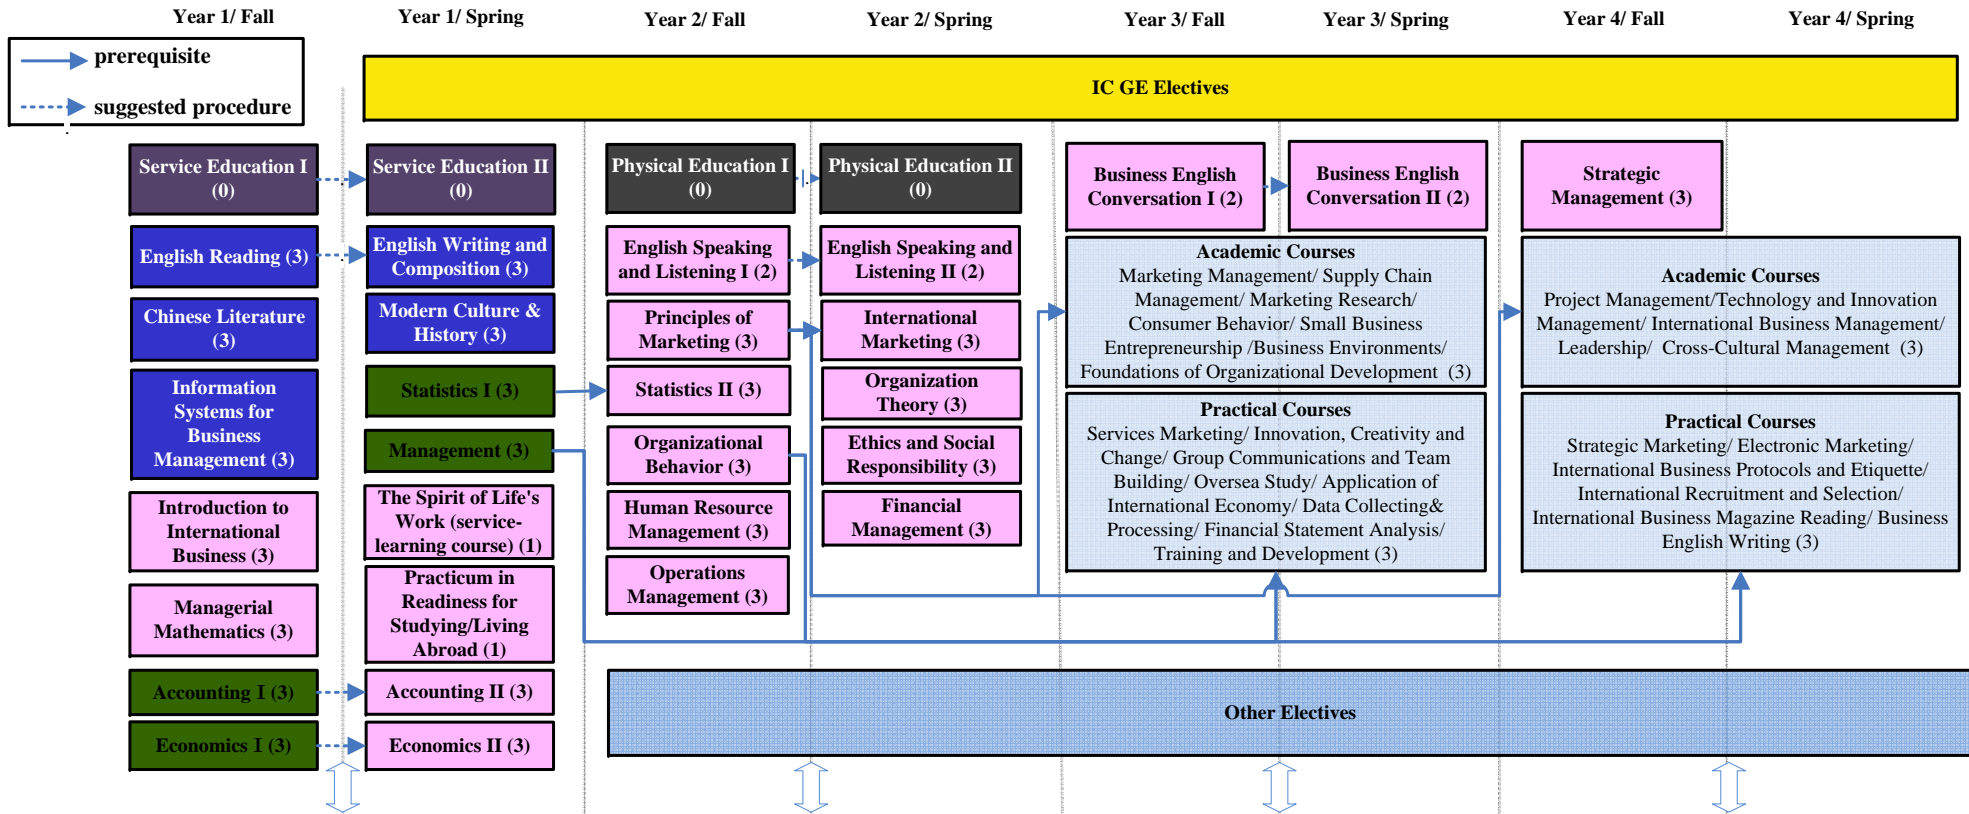 Year 1/ Fall
Year 1/ Spring
Year 2/ Fall
Year 2/ Spring
Year 3/ Fall
Year 3/ Spring
Year 4/ Fall
Year 4/ Spring
prerequisite
suggested procedure
IC GE Electives
Service Education I
(0)
English Reading (3)
Chinese Literature
(3)
Information
Systems for
Business
Management (3)
Introduction to
International
Business (3)
Managerial
Mathematics (3)
Accounting I (3)
Economics I (3)
Service Education II
(0)
English Writing and
Composition (3)
Modern Culture &
History (3)
Statistics I (3)
Management (3)
The Spirit of Life's
Work (service-
learning course) (1)
Practicum in
Readiness for
Studying/Living
Abroad (1)
Accounting II (3)
Economics II (3)
Physical Education I
(0)
English Speaking
and Listening I (2)
Principles of
Marketing (3)
Statistics II (3)
Organizational
Behavior (3)
Human Resource
Management (3)
Operations
Management (3)
Physical Education II
(0)
English Speaking and
Listening II (2)
International
Marketing (3)
Organization
Theory (3)
Ethics and Social
Responsibility (3)
Financial
Management (3)
Business English
Conversation I (2)
Business English
Conversation II (2)
Academic Courses
Marketing Management/ Supply Chain
Management/ Marketing Research/
Consumer Behavior/ Small Business
Entrepreneurship /Business Environments/
Foundations of Organizational Development (3)
Practical Courses
Services Marketing/ Innovation, Creativity and
Change/ Group Communications and Team
Building/ Oversea Study/ Application of
International Economy/ Data Collecting&
Processing/ Financial Statement Analysis/
Training and Development (3)
Strategic
Management (3)
Academic Courses
Project Management/Technology and Innovation
Management/ International Business Management/
Leadership/ Cross-Cultural Management (3)
Practical Courses
Strategic Marketing/ Electronic Marketing/
International Business Protocols and Etiquette/
International Recruitment and Selection/
International Business Magazine Reading/ Business
English Writing (3)
Other Electives